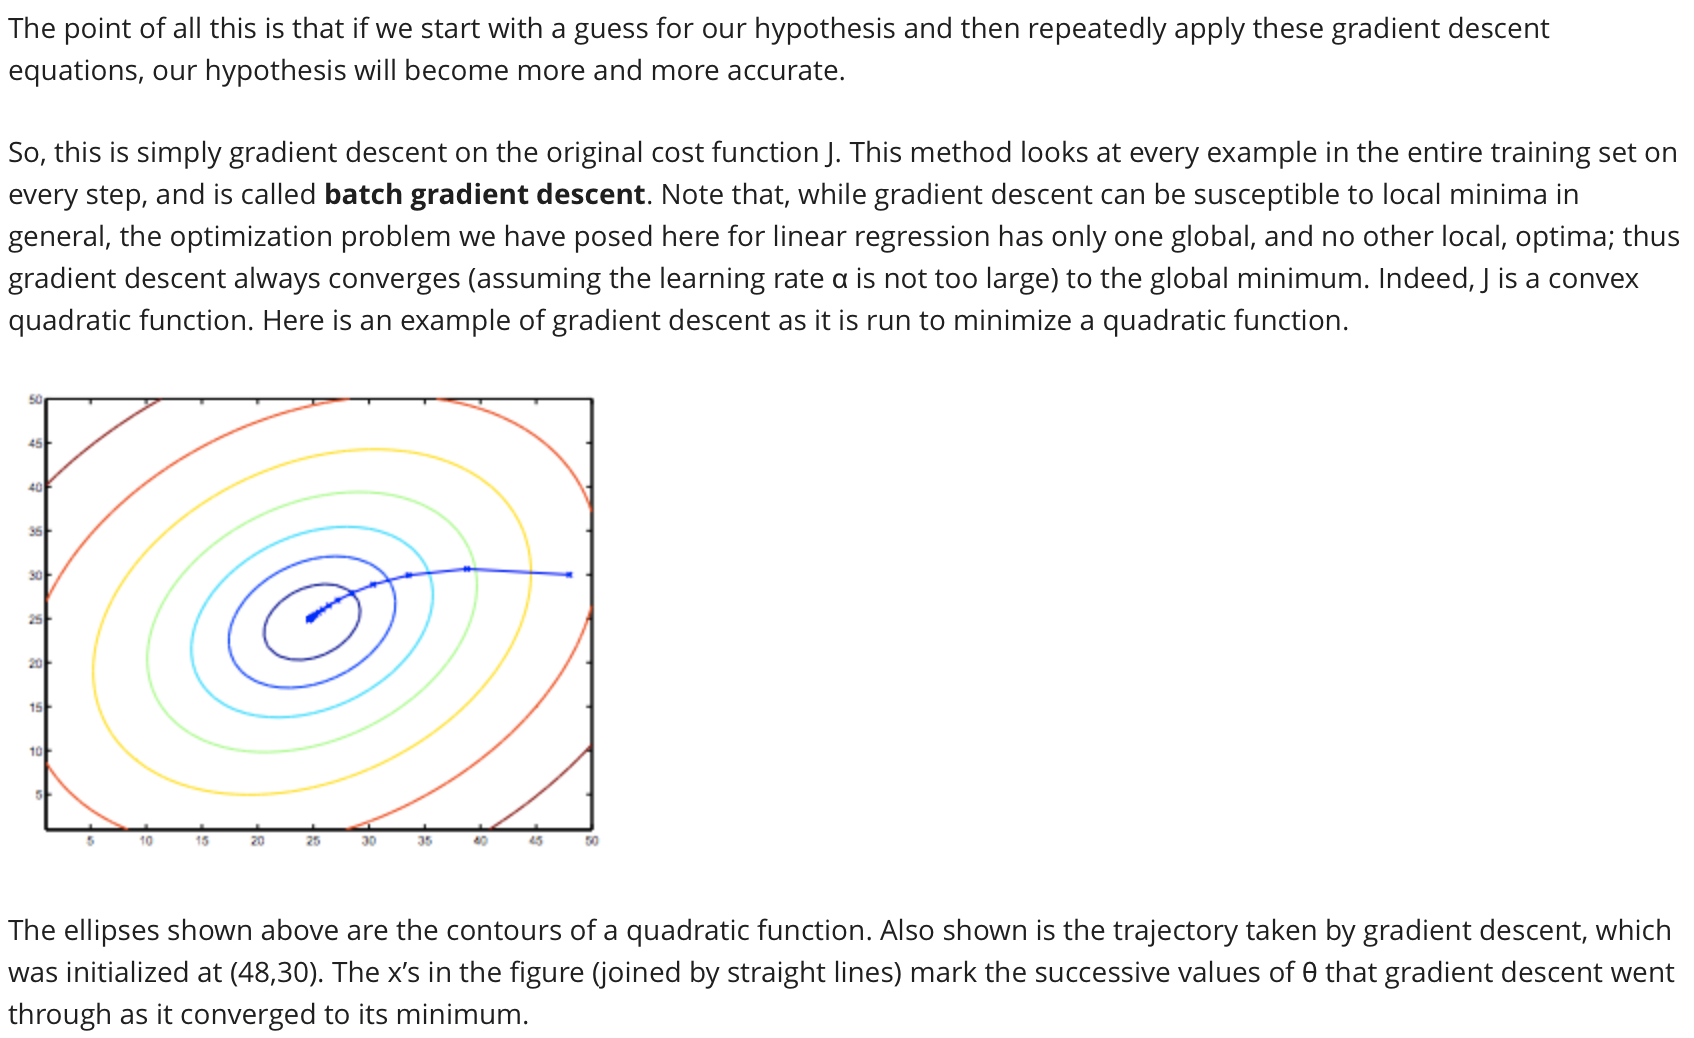 The point of all this is that if we start with a guess for our hypothesis and then repeatedly apply these gradient descent
equations, our hypothesis will become more and more accurate.
So, this is simply gradient descent on the original cost function J. This method looks at every example in the entire training set on
every step, and is called batch gradient descent. Note that, while gradient descent can be susceptible to local minima in
general, the optimization problem we have posed here for linear regression has only one global, and no other local, optima; thus
gradient descent always converges (assuming the learning rate α is not too large) to the global minimum. Indeed, J is a convex
quadratic function. Here is an example of gradient descent as it is run to minimize a quadratic function.
50
45
40
35
30
25
20
15
10
5
5 10 15 20 25 30 35 40 45 50
The ellipses shown above are the contours of a quadratic function. Also shown is the trajectory taken by gradient descent, which
was initialized at (48,30). The x’s in the figure (joined by straight lines) mark the successive values of θ that gradient descent went
through as it converged to its minimum.